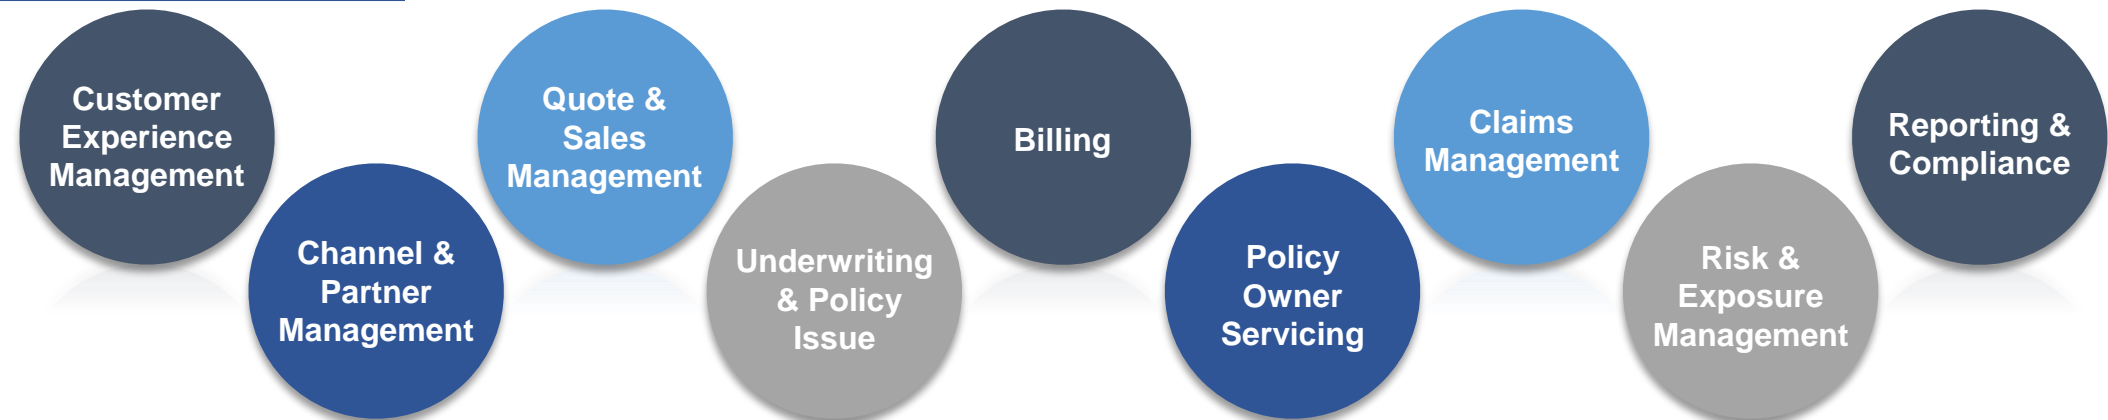 Customer
Experience
Management
Channel &
Partner
Management
Quote &
Sales
Management
Underwriting
& Policy
Issue
Billing
Policy
Owner
Servicing
Claims
Management
Risk &
Exposure
Management
Reporting &
Compliance